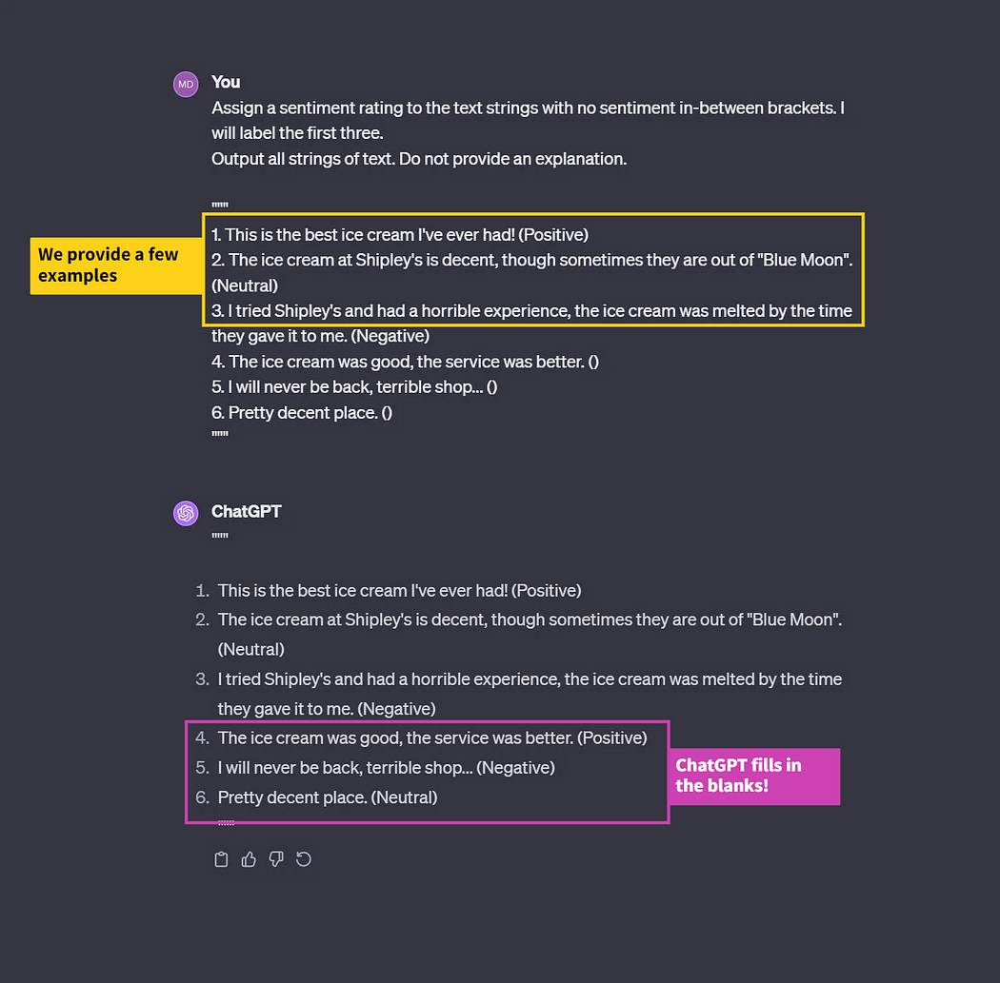 MD
You
Assign a sentiment rating to the text strings with no sentiment in-between brackets. I
will label the first three.
Output all strings of text. Do not provide an explanation.
"""
We provide a few
examples
1. This is the best ice cream I've ever had! (Positive)
2. The ice cream at Shipley's is decent, though sometimes they are out of "Blue Moon".
(Neutral)
3. I tried Shipley's and had a horrible experience, the ice cream was melted by the time
they gave it to me. (Negative)
4. The ice cream was good, the service was better. ()
5. I will never be back, terrible shop... ()
6. Pretty decent place. ()
"""
ChatGPT
"""
1. This is the best ice cream I've ever had! (Positive)
2. The ice cream at Shipley's is decent, though sometimes they are out of "Blue Moon".
(Neutral)
3. I tried Shipley's and had a horrible experience, the ice cream was melted by the time
they gave it to me. (Negative)
4. The ice cream was good, the service was better. (Positive)
5. I will never be back, terrible shop... (Negative)
6. Pretty decent place. (Neutral)
"""
ChatGPT fills in
the blanks!